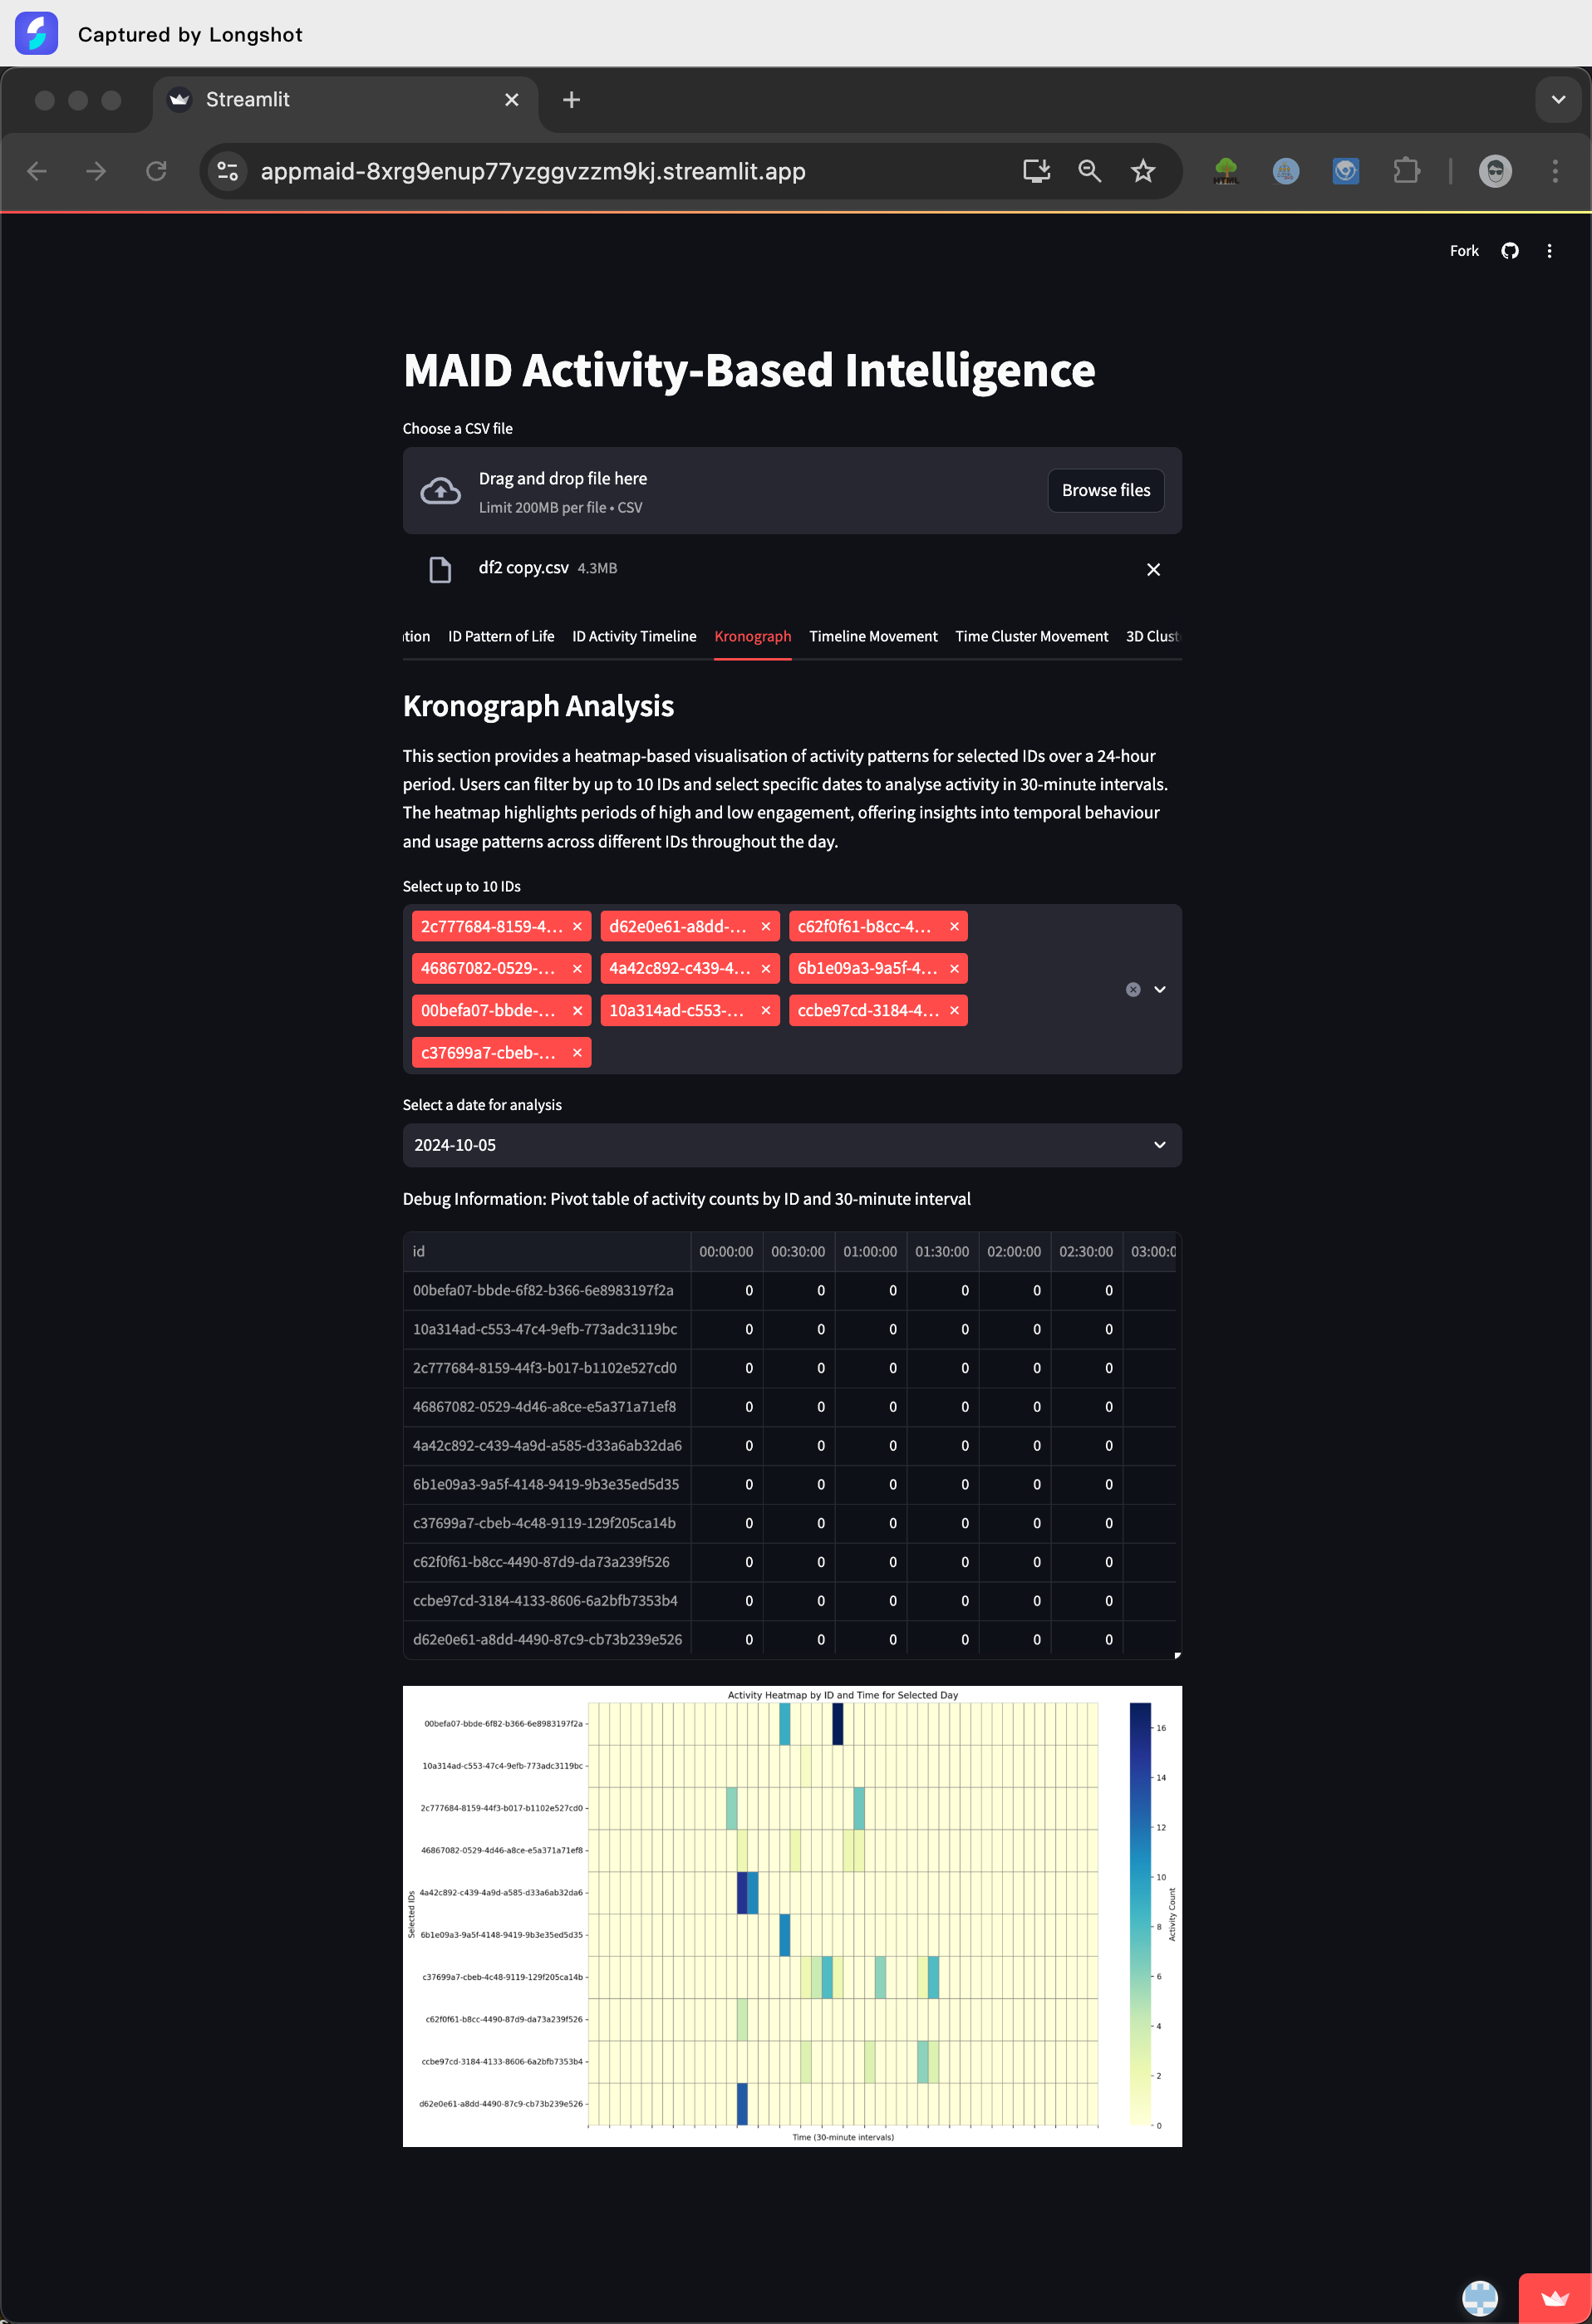 Captured by Longshot
Streamlit
appmaid-8xrg9enup77yzggvzzm9kj.streamlit.app
HTML
Fork
MAID Activity-Based Intelligence
Choose a CSV file
Drag and drop file here
Limit 200MB per file • CSV
Browse files
df2 copy.csv 4.3MB
ation ID Pattern of Life ID Activity Timeline Kronograph Timeline Movement Time Cluster Movement 3D Clust
Kronograph Analysis
This section provides a heatmap-based visualisation of activity patterns for selected IDs over a 24-hour
period. Users can filter by up to 10 IDs and select specific dates to analyse activity in 30-minute intervals.
The heatmap highlights periods of high and low engagement, offering insights into temporal behaviour
and usage patterns across different IDs throughout the day.
Select up to 10 IDs
2c777684-8159-4... d62e0e61-a8dd-... c62f0f61-b8cc-4...
46867082-0529-... 4a42c892-c439-4... 6b1e09a3-9a5f-4...
00befa07-bbde-... 10a314ad-c553-... ccbe97cd-3184-4...
c37699a7-cbeb-...
Select a date for analysis
2024-10-05
Debug Information: Pivot table of activity counts by ID and 30-minute interval
id 00:00:00 00:30:00 01:00:00 01:30:00 02:00:00 02:30:00 03:00:0
00befa07-bbde-6f82-b366-6e8983197f2a 0 0 0 0 0 0
10a314ad-c553-47c4-9efb-773adc3119bc 0 0 0 0 0 0
2c777684-8159-44f3-b017-b1102e527cd0 0 0 0 0 0 0
46867082-0529-4d46-a8ce-e5a371a71ef8 0 0 0 0 0 0
4a42c892-c439-4a9d-a585-d33a6ab32da6 0 0 0 0 0 0
6b1e09a3-9a5f-4148-9419-9b3e35ed5d35 0 0 0 0 0 0
c37699a7-cbeb-4c48-9119-129f205ca14b 0 0 0 0 0 0
c62f0f61-b8cc-4490-87d9-da73a239f526 0 0 0 0 0 0
ccbe97cd-3184-4133-8606-6a2bfb7353b4 0 0 0 0 0 0
d62e0e61-a8dd-4490-87c9-cb73b239e526 0 0 0 0 0 0
Activity Heatmap by ID and Time for Selected Day
Selected IDs
00befa07-bbde-6f82-b366-6e8983197f2a
10a314ad-c553-47c4-9efb-773adc3119bc
2c777684-8159-44f3-b017-b1102e527cd0
46867082-0529-4d46-a8ce-e5a371a71ef8
4a42c892-c439-4a9d-a585-d33a6ab32da6
6b1e09a3-9a5f-4148-9419-9b3e35ed5d35
c37699a7-cbeb-4c48-9119-129f205ca14b
c62f0f61-b8cc-4490-87d9-da73a239f526
ccbe97cd-3184-4133-8606-6a2bfb7353b4
d62e0e61-a8dd-4490-87c9-cb73b239e526
Time (30-minute intervals)
16
14
12
10
8
6
4
2
0
Activity Count